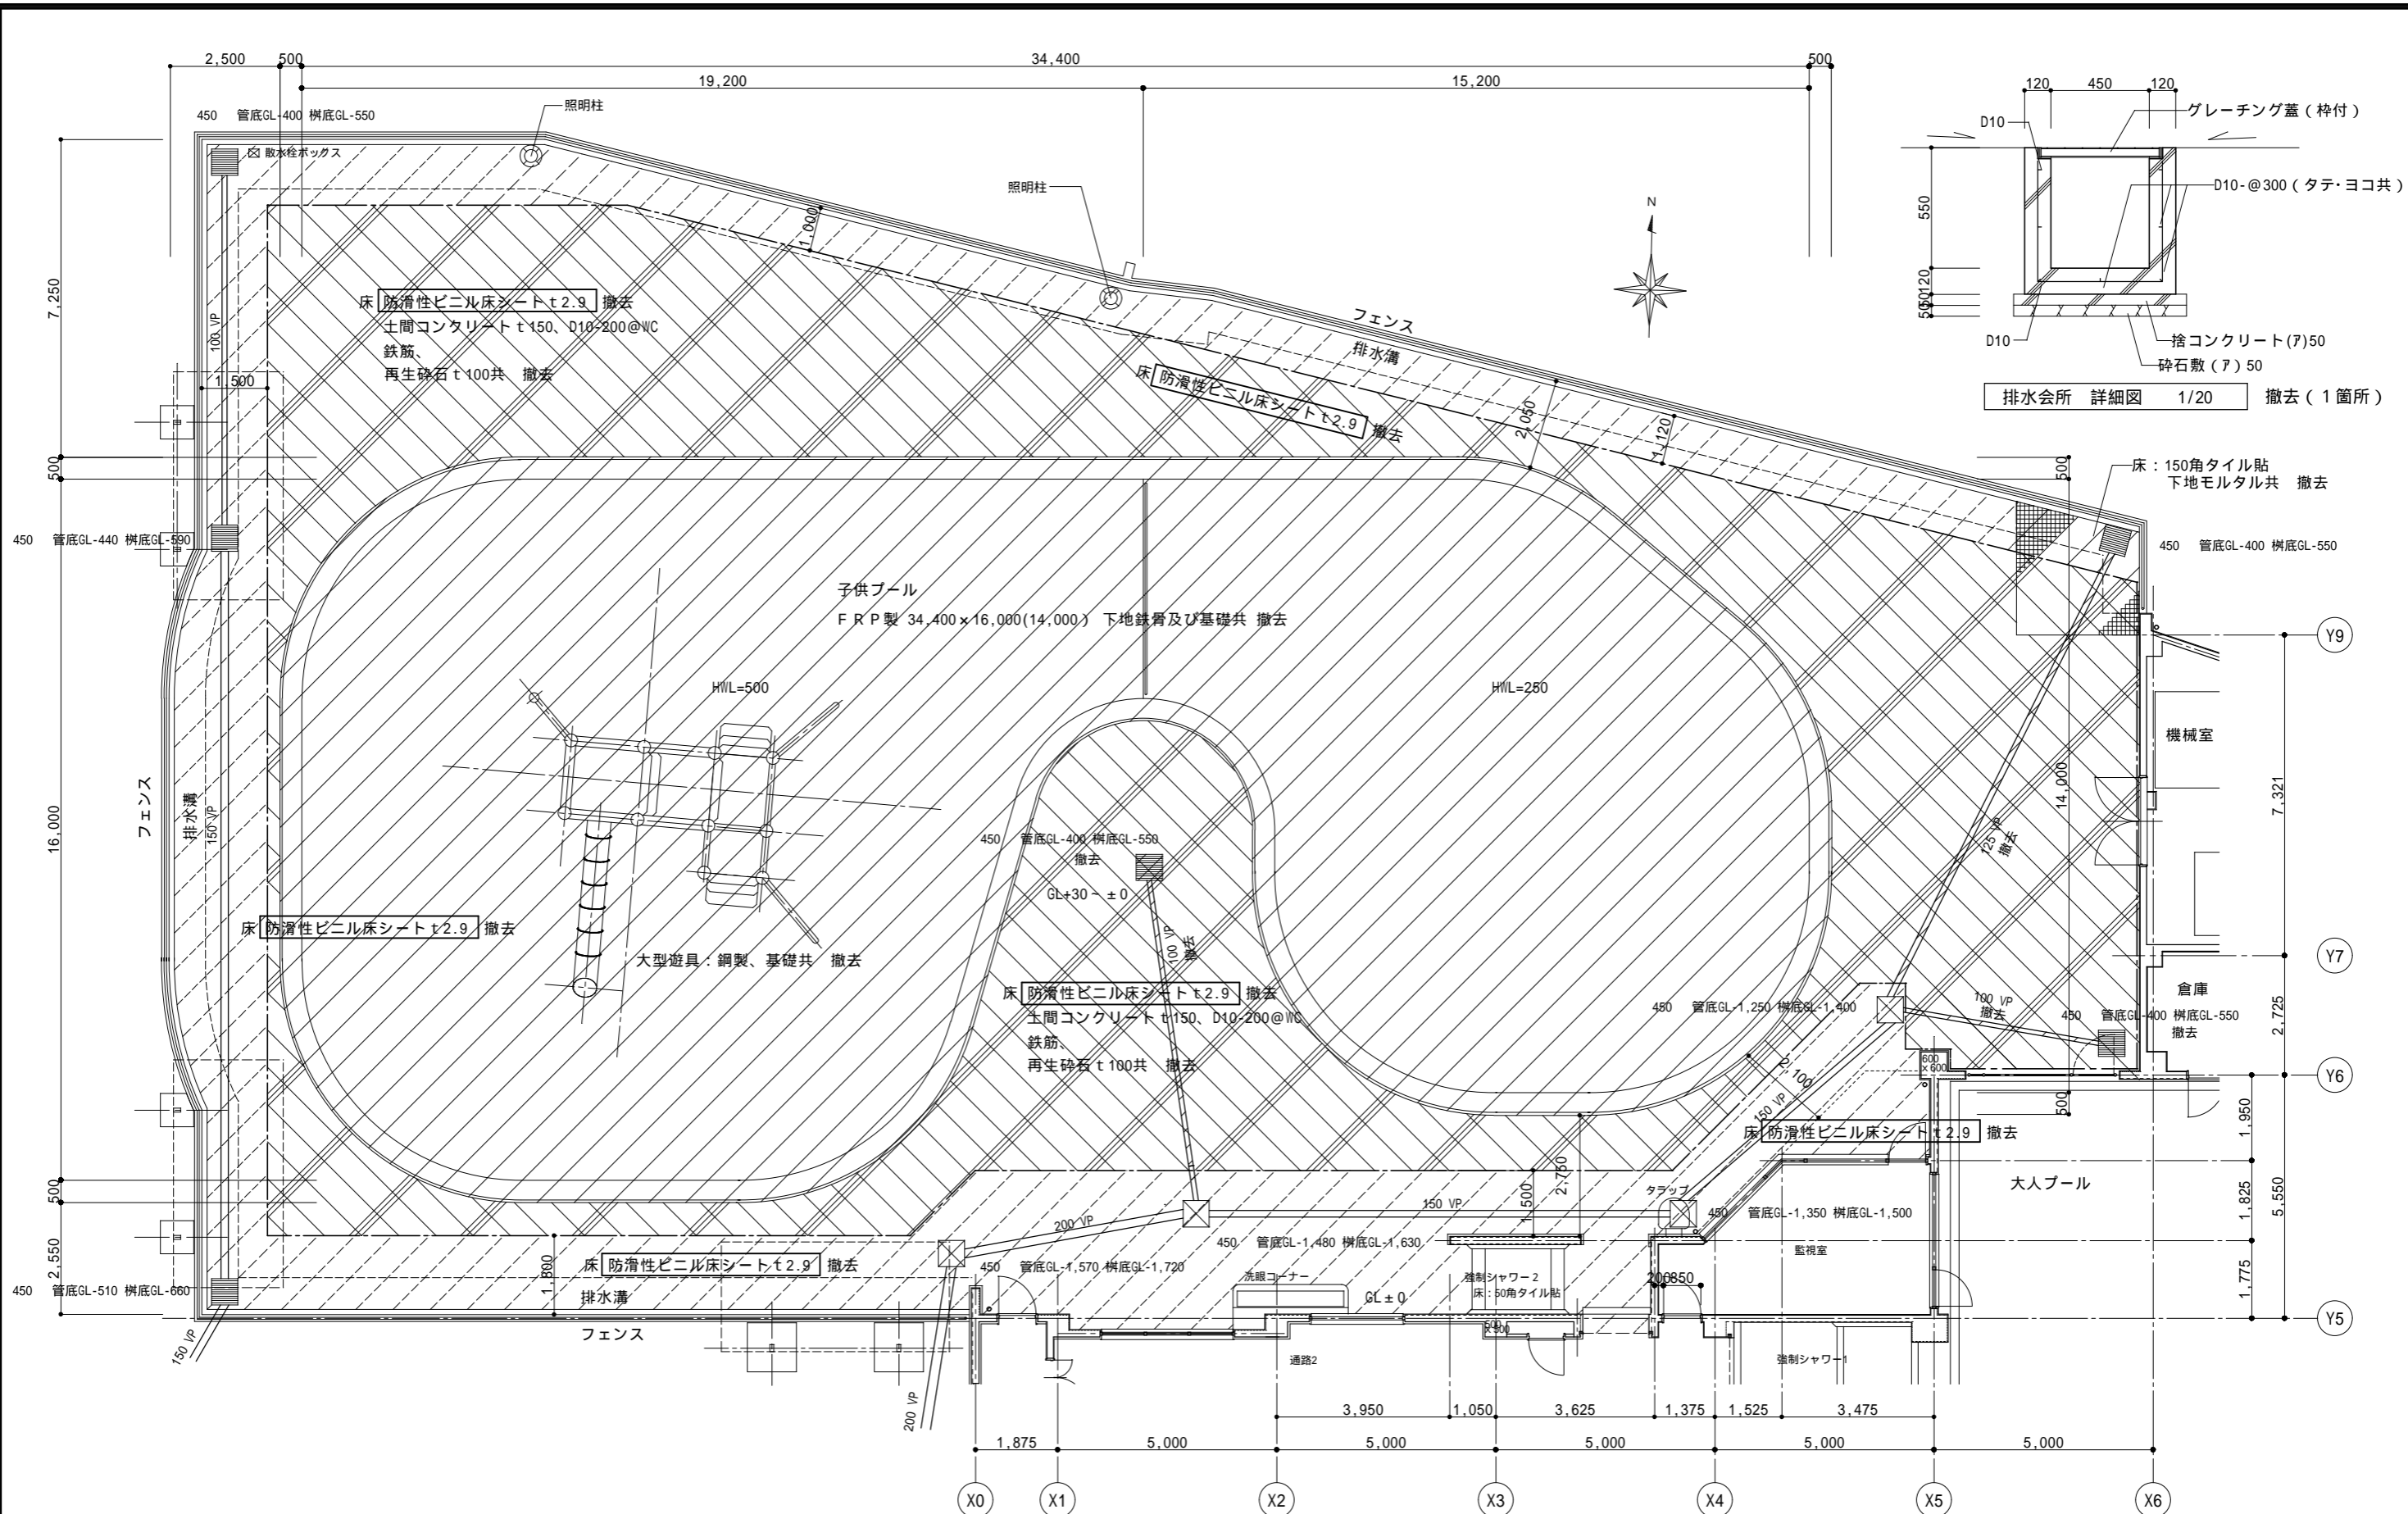 2,500
500
34,400
500
19,200
15,200
450 管底GL-400 桝底GL-550
照明柱
散水栓ボックス
照明柱
N
120
450
120
グレーチング蓋(枠付)
D10
D10-@300(タテ･ヨコ共)
550
120
50
50
D10
捨コンクリート(ｱ)50
砕石敷(ｱ)50
排水会所 詳細図 1/20 撤去(1箇所)
7,250
1,000
100 VP
1,500
床 防滑性ビニル床シートｔ2.9 撤去
土間コンクリートｔ150、D10-200@WC
鉄筋、
再生砕石ｔ100共 撤去
フェンス
排水溝
床 防滑性ビニル床シートｔ2.9 撤去
2,050
1,120
500
500
床：150角タイル貼
下地モルタル共 撤去
450 管底GL-440 桝底GL-590
450 管底GL-400 桝底GL-550
子供プール
ＦＲＰ製 34,400×16,000(14,000) 下地鉄骨及び基礎共 撤去
Y9
HWL=500
HWL=250
機械室
フェンス
排水溝
150 VP
16,000
14,000
7,321
125 VP
撤去
450 管底GL-400 桝底GL-550
撤去
GL+30～±0
100 VP
撤去
床 防滑性ビニル床シートｔ2.9 撤去
大型遊具：鋼製、基礎共 撤去
Y7
床 防滑性ビニル床シートｔ2.9 撤去
土間コンクリートｔ150、D10-200@WC
鉄筋、
再生砕石ｔ100共 撤去
450 管底GL-1,250 桝底GL-1,400
100 VP
撤去
倉庫
450 管底GL-400 桝底GL-550
撤去
2,725
600
×600
Y6
2,100
150 VP
500
1,950
床 防滑性ビニル床シートｔ2.9 撤去
大人プール
500
2,750
1,500
タラップ
150 VP
200 VP
450 管底GL-1,350 桝底GL-1,500
1,825
5,550
2,550
1,800
450 管底GL-1,480 桝底GL-1,630
監視室
床 防滑性ビニル床シートｔ2.9 撤去
450 管底GL-1,570 桝底GL-1,720
洗眼コーナー
強制シャワー2
床：50角タイル貼
200
850
1,775
450 管底GL-510 桝底GL-660
排水溝
GL±0
Y5
フェンス
150 VP
通路2
強制シャワー1
200 VP
3,950
1,050
3,625
1,375
1,525
3,475
1,875
5,000
5,000
5,000
5,000
5,000
X0
X1
X2
X3
X4
X5
X6